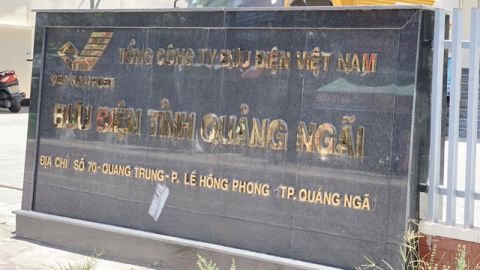 TỔNG CÔNG TY BƯU ĐIỆN VIỆT NAM
VIETNAM POST
BƯU ĐIỆN TỈNH QUẢNG NGÃI
ĐỊA CHỈ SỐ 70-QUANG TRUNG-P. LÊ HỒNG PHONG -TP. QUẢNG NGÃ